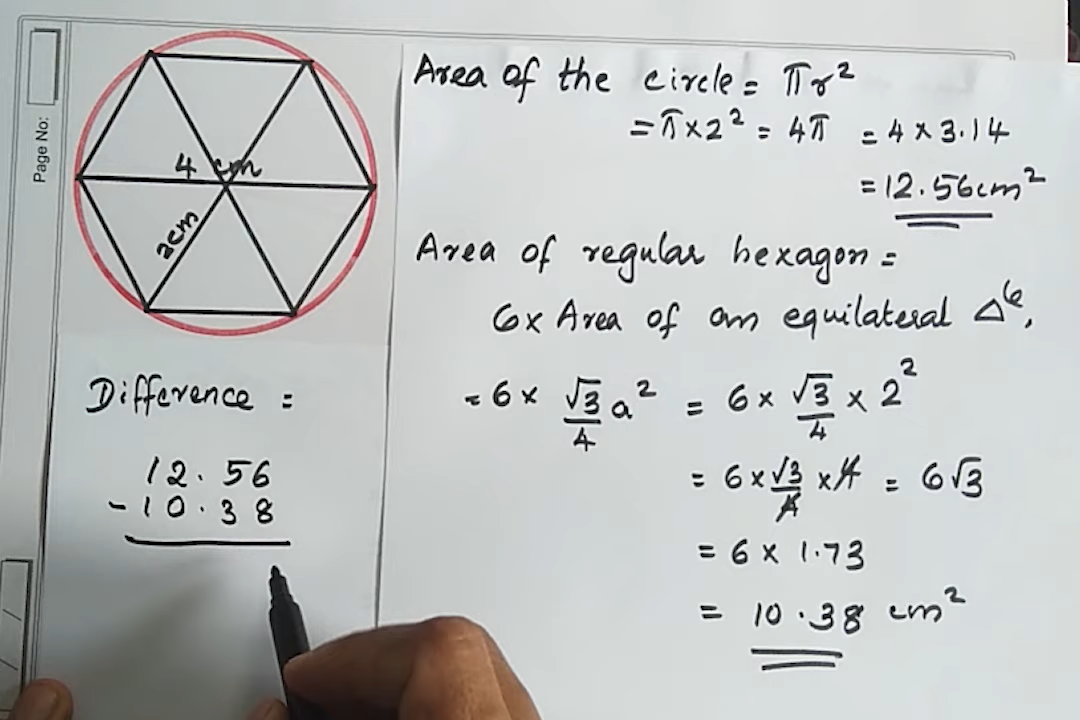 Page No:
4 cm
2cm
Difference =
12.56
-10.38
Area of the circle = πr²
= π×2² = 4π = 4 × 3.14
= 12.56cm²
Area of regular hexagon =
6× Area of an equilateral Δle,
= 6 × √3/4 a² = 6 × √3/4 × 2²
= 6 × √3/4 × 4 = 6√3
= 6 × 1.73
= 10.38 cm²